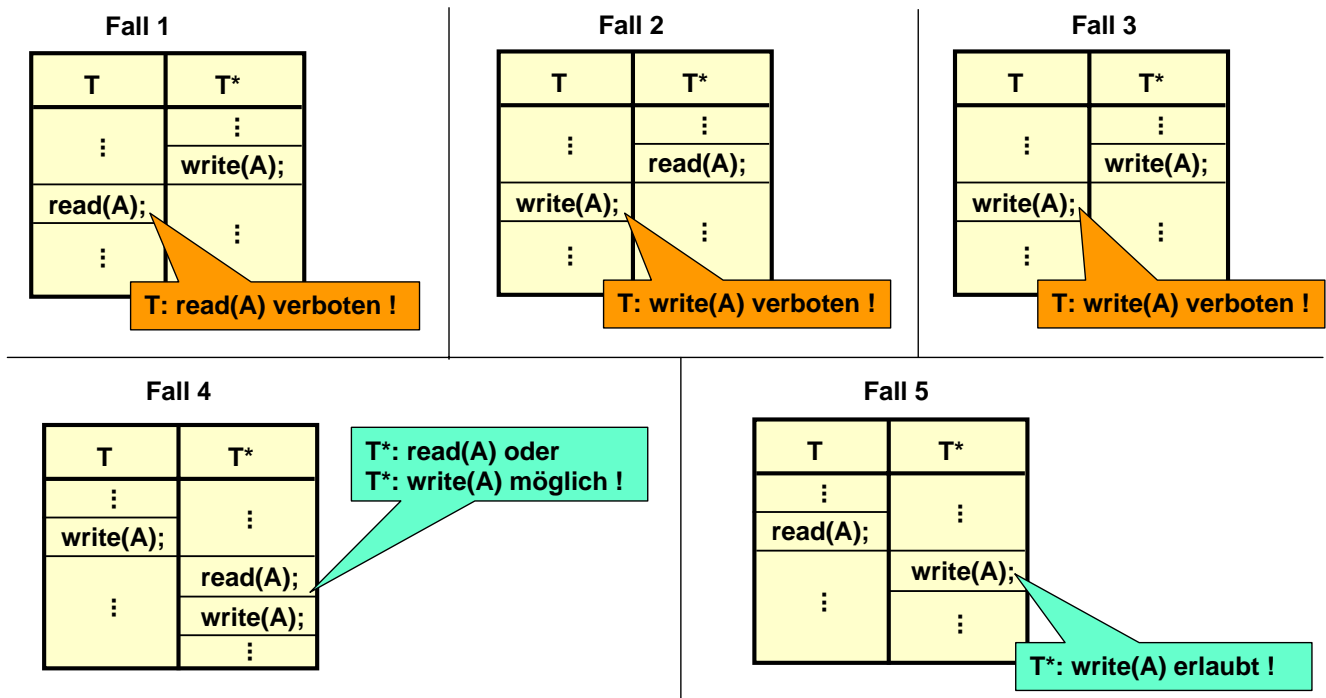 Fall 1
T T*
⋮
⋮
write(A);
read(A);
⋮
⋮
T: read(A) verboten !
Fall 2
T T*
⋮
⋮
read(A);
write(A);
⋮
⋮
T: write(A) verboten !
Fall 3
T T*
⋮
⋮
write(A);
write(A);
⋮
⋮
T: write(A) verboten !
Fall 4
T T*
⋮
⋮
write(A);
read(A);
⋮
write(A);
⋮
T*: read(A) oder
T*: write(A) möglich !
Fall 5
T T*
⋮
⋮
read(A);
write(A);
⋮
⋮
T*: write(A) erlaubt !